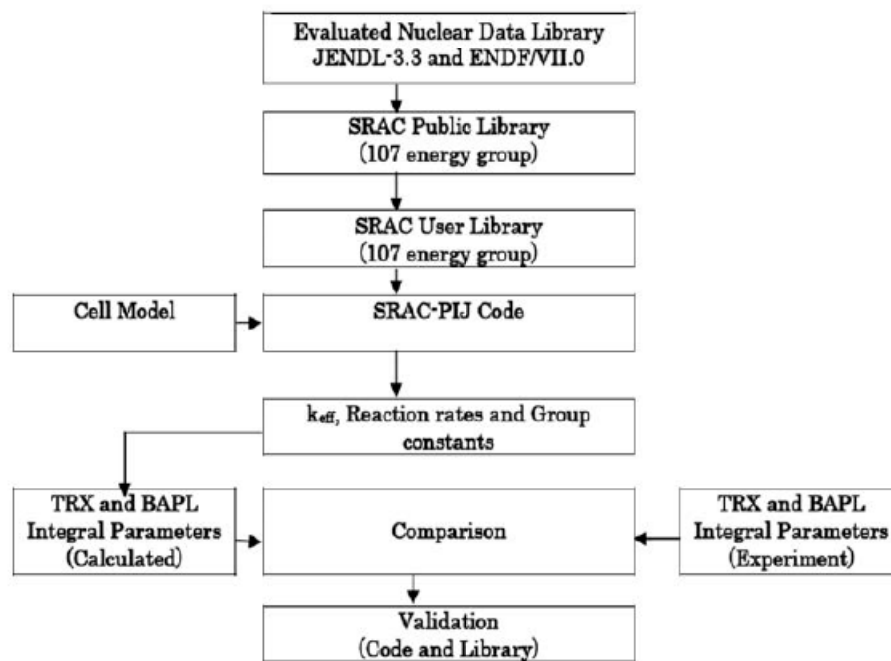 Evaluated Nuclear Data Library
JENDL-3.3 and ENDF/VII.0
SRAC Public Library
(107 energy group)
SRAC User Library
(107 energy group)
Cell Model
SRAC-PIJ Code
keff, Reaction rates and Group
constants
TRX and BAPL
Integral Parameters
(Calculated)
Comparison
TRX and BAPL
Integral Parameters
(Experiment)
Validation
(Code and Library)